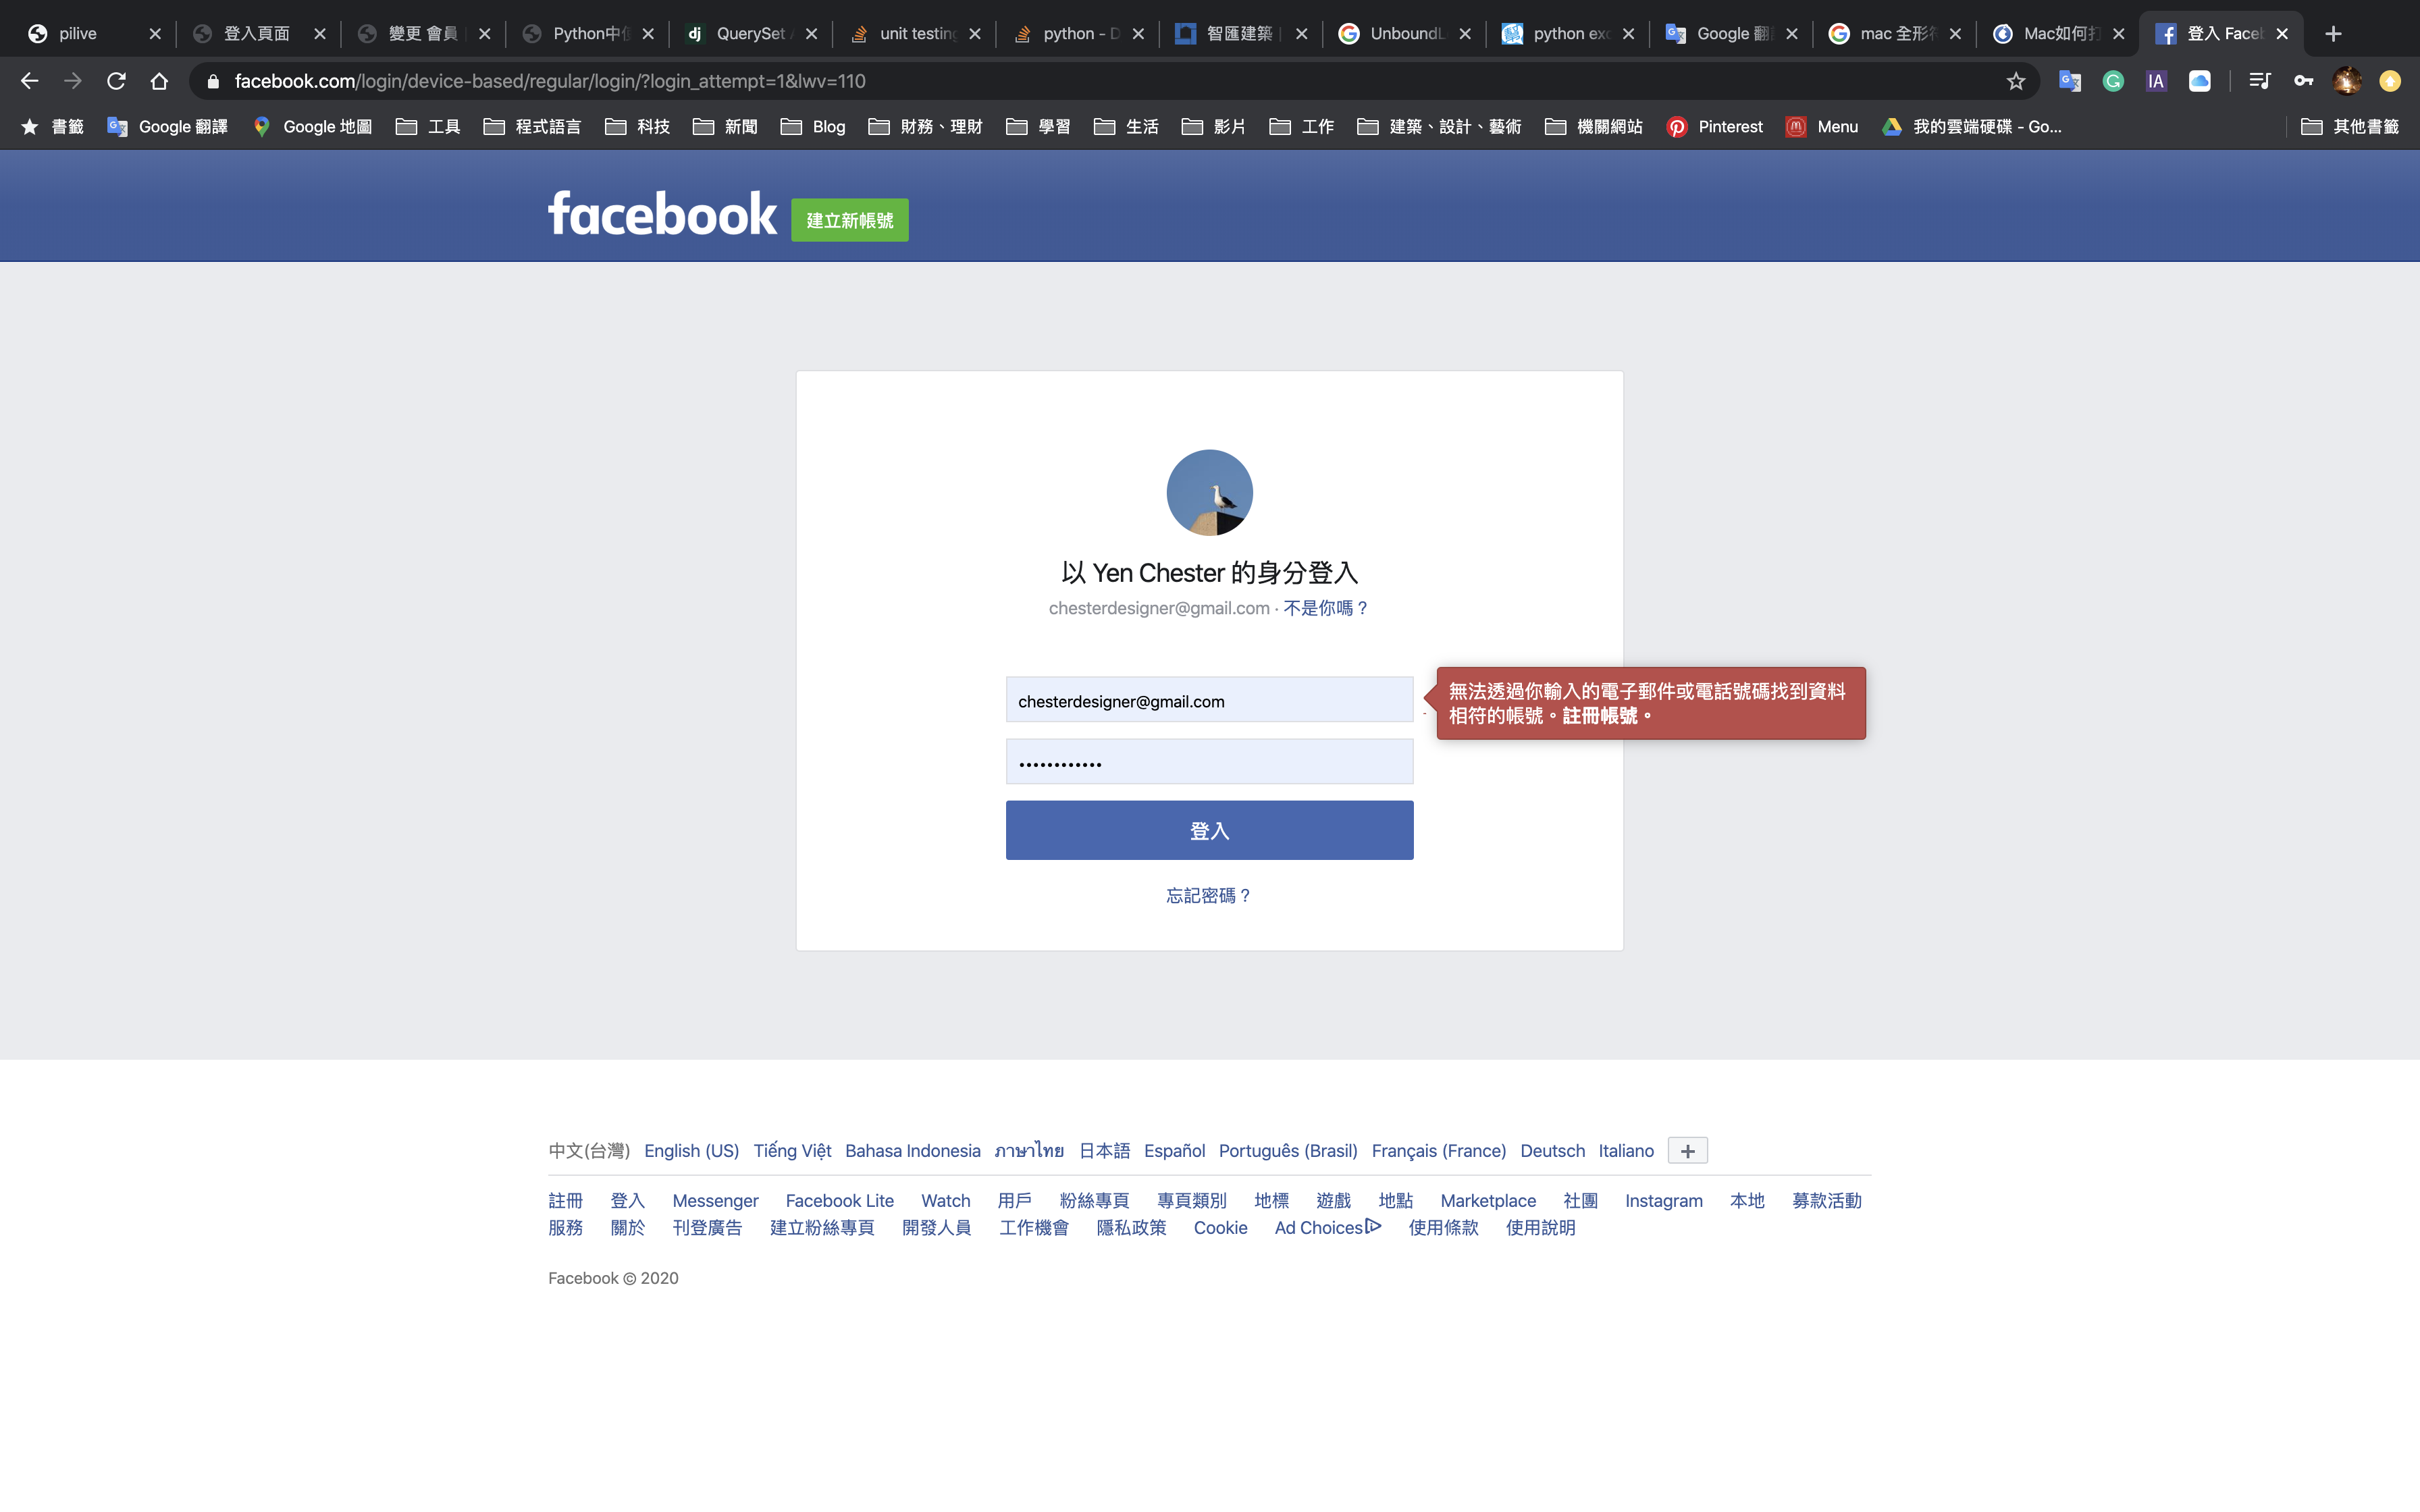 pilive
登入頁面
變更 會員
Python中
QuerySet
unit testing
python - D
智匯建築
UnboundL
python exc
Google 翻
mac 全形
Mac如何打
登入 Faceb
facebook.com/login/device-based/regular/login/?login_attempt=1&lwv=110
書籤 Google 翻譯 Google 地圖 工具 程式語言 科技 新聞 Blog 財務、理財 學習 生活 影片 工作 建築、設計、藝術 機關網站 Pinterest Menu 我的雲端硬碟 - Go... 其他書籤
facebook 建立新帳號
以 Yen Chester 的身分登入
chesterdesigner@gmail.com · 不是你嗎？
chesterdesigner@gmail.com
無法透過你輸入的電子郵件或電話號碼找到資料
相符的帳號。註冊帳號。
••••••••••••
登入
忘記密碼？
中文(台灣) English (US) Tiếng Việt Bahasa Indonesia ภาษาไทย 日本語 Español Português (Brasil) Français (France) Deutsch Italiano
註冊 登入 Messenger Facebook Lite Watch 用戶 粉絲專頁 專頁類別 地標 遊戲 地點 Marketplace 社團 Instagram 本地 募款活動
服務 關於 刊登廣告 建立粉絲專頁 開發人員 工作機會 隱私政策 Cookie Ad Choices 使用條款 使用說明
Facebook © 2020